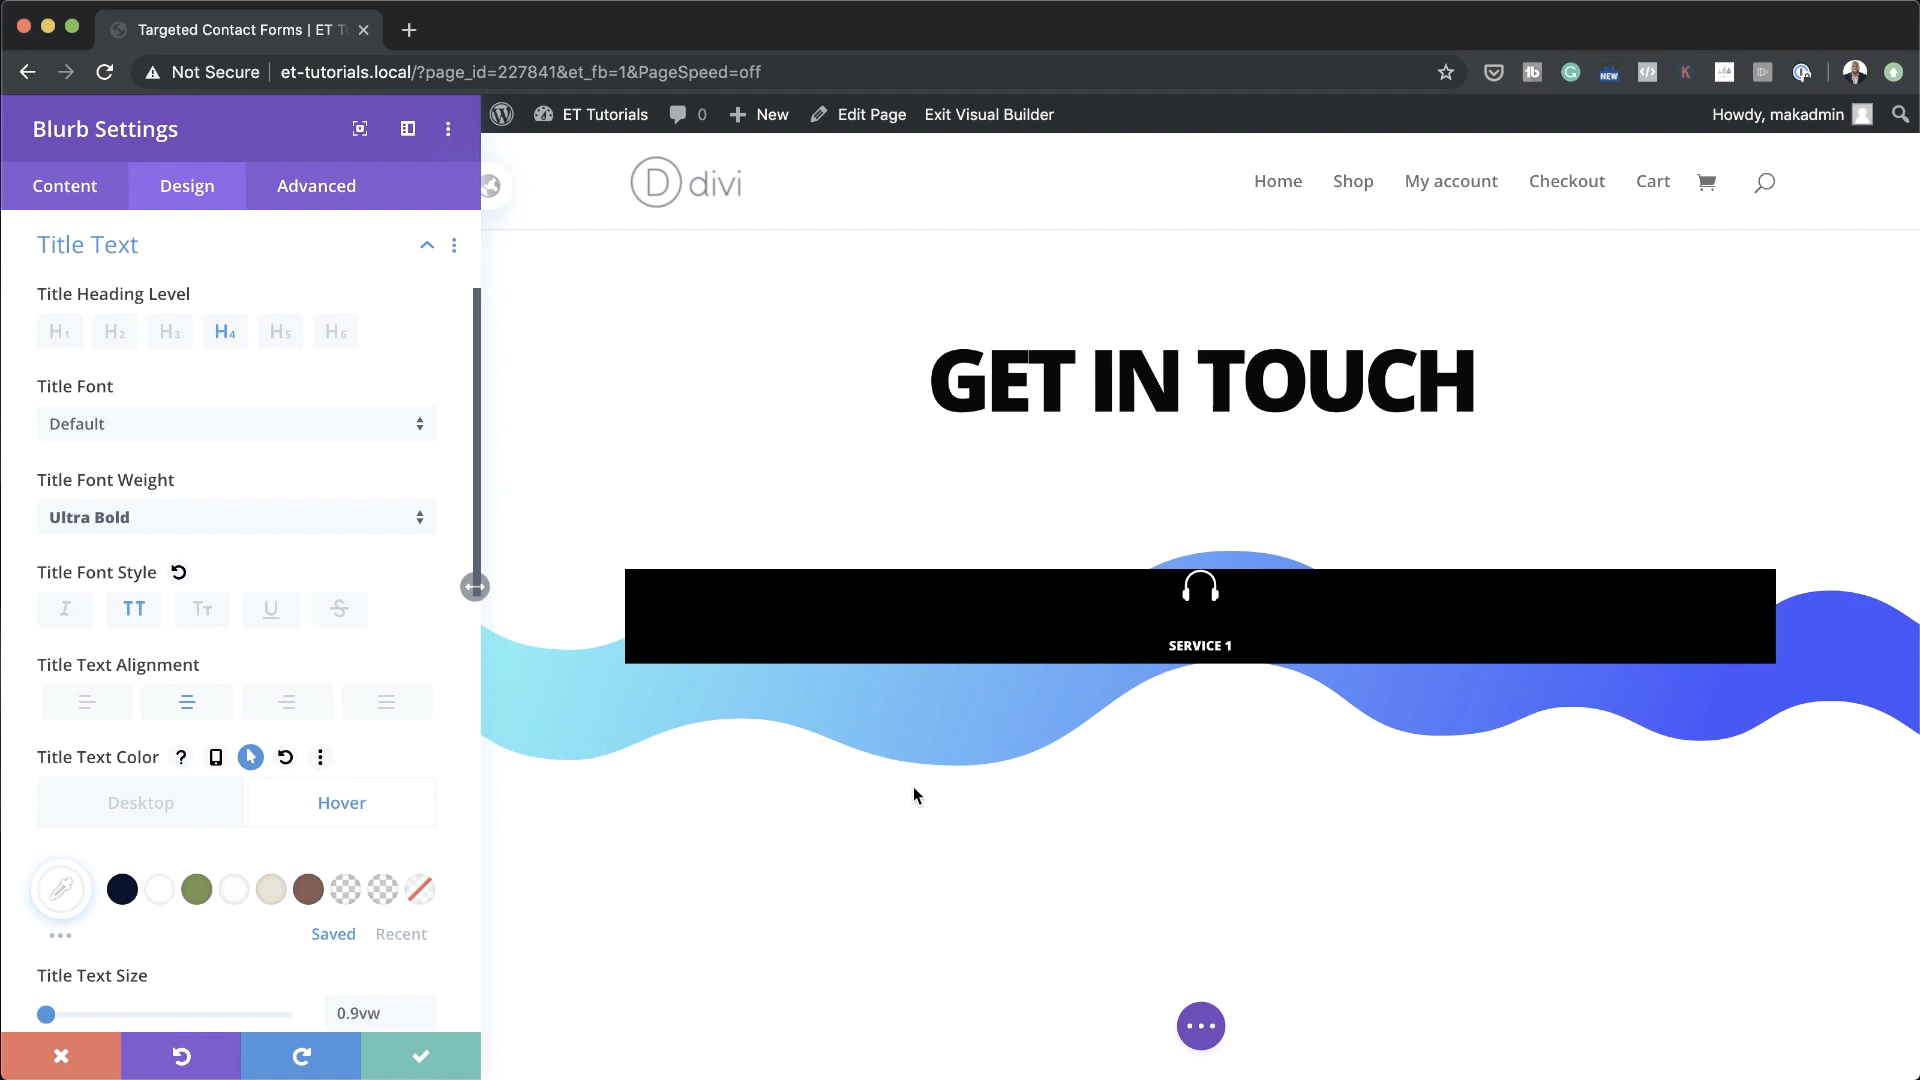 Targeted Contact Forms | ET Tu
Not Secure
et-tutorials.local/?page_id=227841&et_fb=1&PageSpeed=off
NEW
K
Blurb Settings
ET Tutorials
0
New
Edit Page
Exit Visual Builder
Howdy, makadmin
Content
Design
Advanced
D divi
Home
Shop
My account
Checkout
Cart
Title Text
Title Heading Level
H1
H2
H3
H4
H5
H6
GET IN TOUCH
Title Font
Default
Title Font Weight
Ultra Bold
Title Font Style
I
TT
Tт
U
S
SERVICE 1
Title Text Alignment
Title Text Color
?
Desktop
Hover
Saved
Recent
Title Text Size
0.9vw